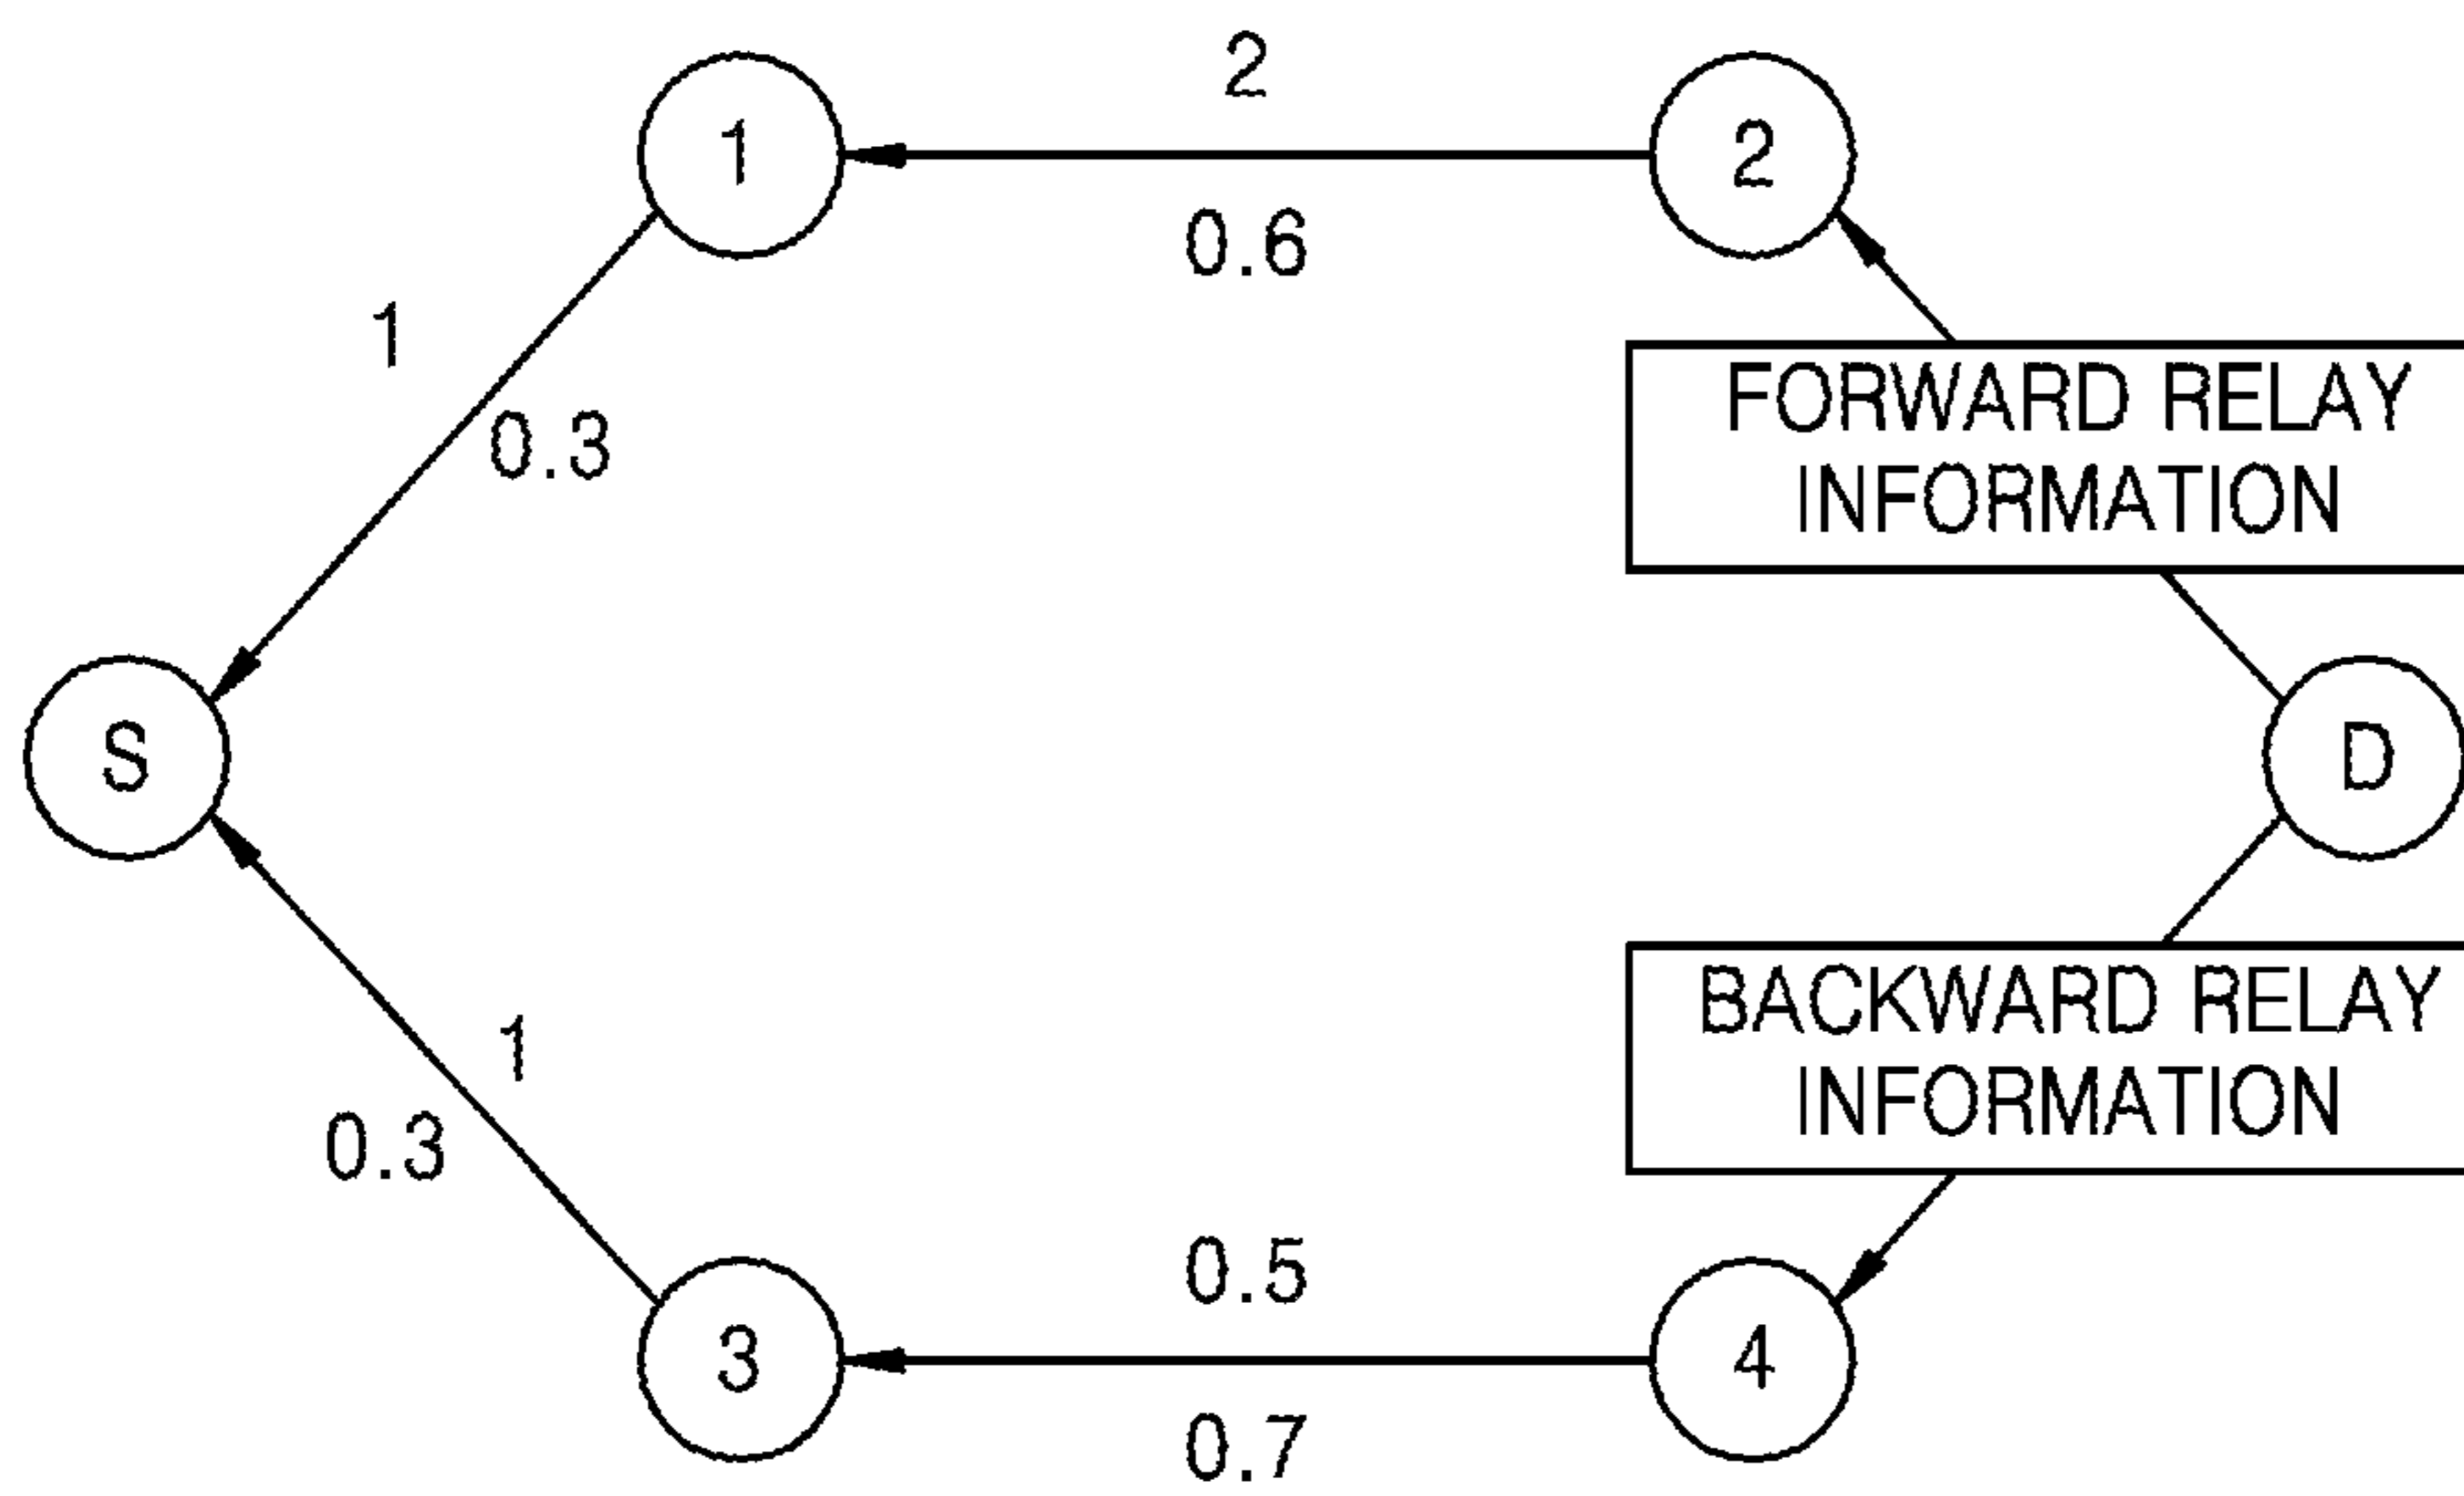 2
1
2
0.6
1
0.3
FORWARD RELAY
INFORMATION
S
D
BACKWARD RELAY
INFORMATION
1
0.3
0.5
3
4
0.7